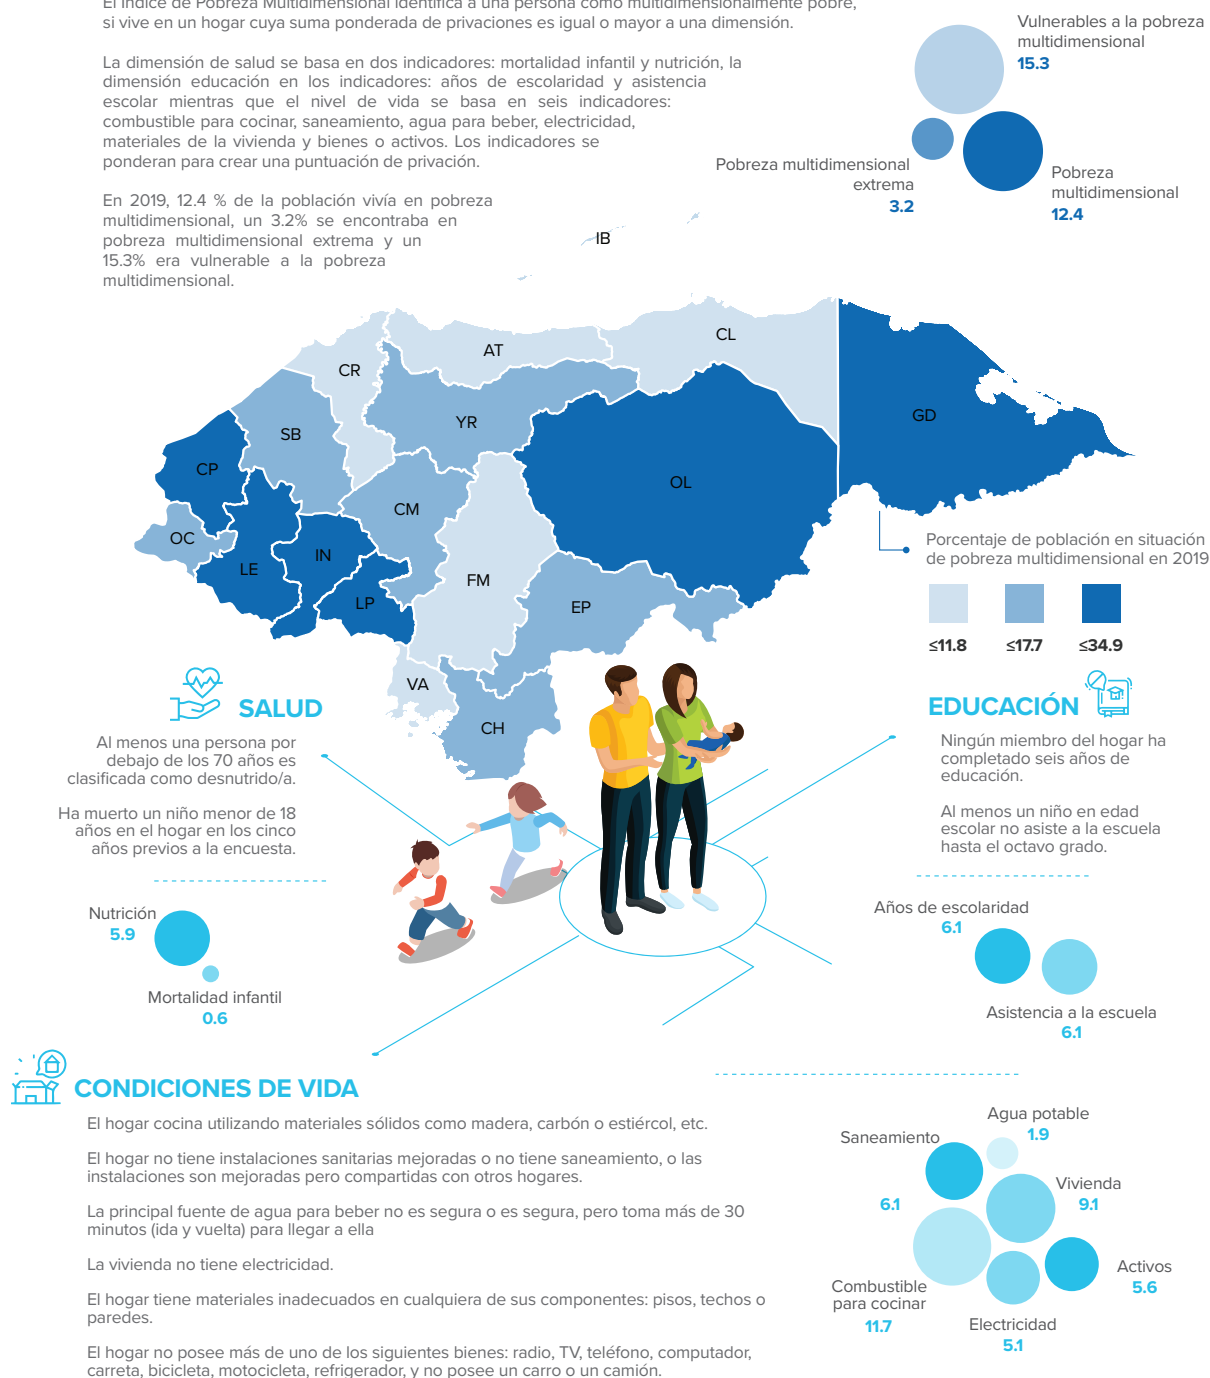 El Índice de Pobreza Multidimensional identifica a una persona como multidimensionalmente pobre,
si vive en un hogar cuya suma ponderada de privaciones es igual o mayor a una dimensión.
La dimensión de salud se basa en dos indicadores: mortalidad infantil y nutrición, la
dimensión educación en los indicadores: años de escolaridad y asistencia
escolar mientras que el nivel de vida se basa en seis indicadores:
combustible para cocinar, saneamiento, agua para beber, electricidad,
materiales de la vivienda y bienes o activos. Los indicadores se
ponderan para crear una puntuación de privación.
En 2019, 12.4 % de la población vivía en pobreza
multidimensional, un 3.2% se encontraba en
pobreza multidimensional extrema y un
15.3% era vulnerable a la pobreza
multidimensional.
Vulnerables a la pobreza
multidimensional
15.3
Pobreza multidimensional
extrema
3.2
Pobreza
multidimensional
12.4
IB
CL
AT
CR
GD
YR
SB
CP
OL
CM
OC
IN
LE
FM
LP
EP
VA
CH
Porcentaje de población en situación
de pobreza multidimensional en 2019
≤11.8
≤17.7
≤34.9
SALUD
Al menos una persona por
debajo de los 70 años es
clasificada como desnutrido/a.
Ha muerto un niño menor de 18
años en el hogar en los cinco
años previos a la encuesta.
Nutrición
5.9
Mortalidad infantil
0.6
EDUCACIÓN
Ningún miembro del hogar ha
completado seis años de
educación.
Al menos un niño en edad
escolar no asiste a la escuela
hasta el octavo grado.
Años de escolaridad
6.1
Asistencia a la escuela
6.1
CONDICIONES DE VIDA
El hogar cocina utilizando materiales sólidos como madera, carbón o estiércol, etc.
El hogar no tiene instalaciones sanitarias mejoradas o no tiene saneamiento, o las
instalaciones son mejoradas pero compartidas con otros hogares.
La principal fuente de agua para beber no es segura o es segura, pero toma más de 30
minutos (ida y vuelta) para llegar a ella
La vivienda no tiene electricidad.
El hogar tiene materiales inadecuados en cualquiera de sus componentes: pisos, techos o
paredes.
El hogar no posee más de uno de los siguientes bienes: radio, TV, teléfono, computador,
carreta, bicicleta, motocicleta, refrigerador, y no posee un carro o un camión.
Agua potable
1.9
Saneamiento
6.1
Vivienda
9.1
Activos
5.6
Combustible
para cocinar
11.7
Electricidad
5.1